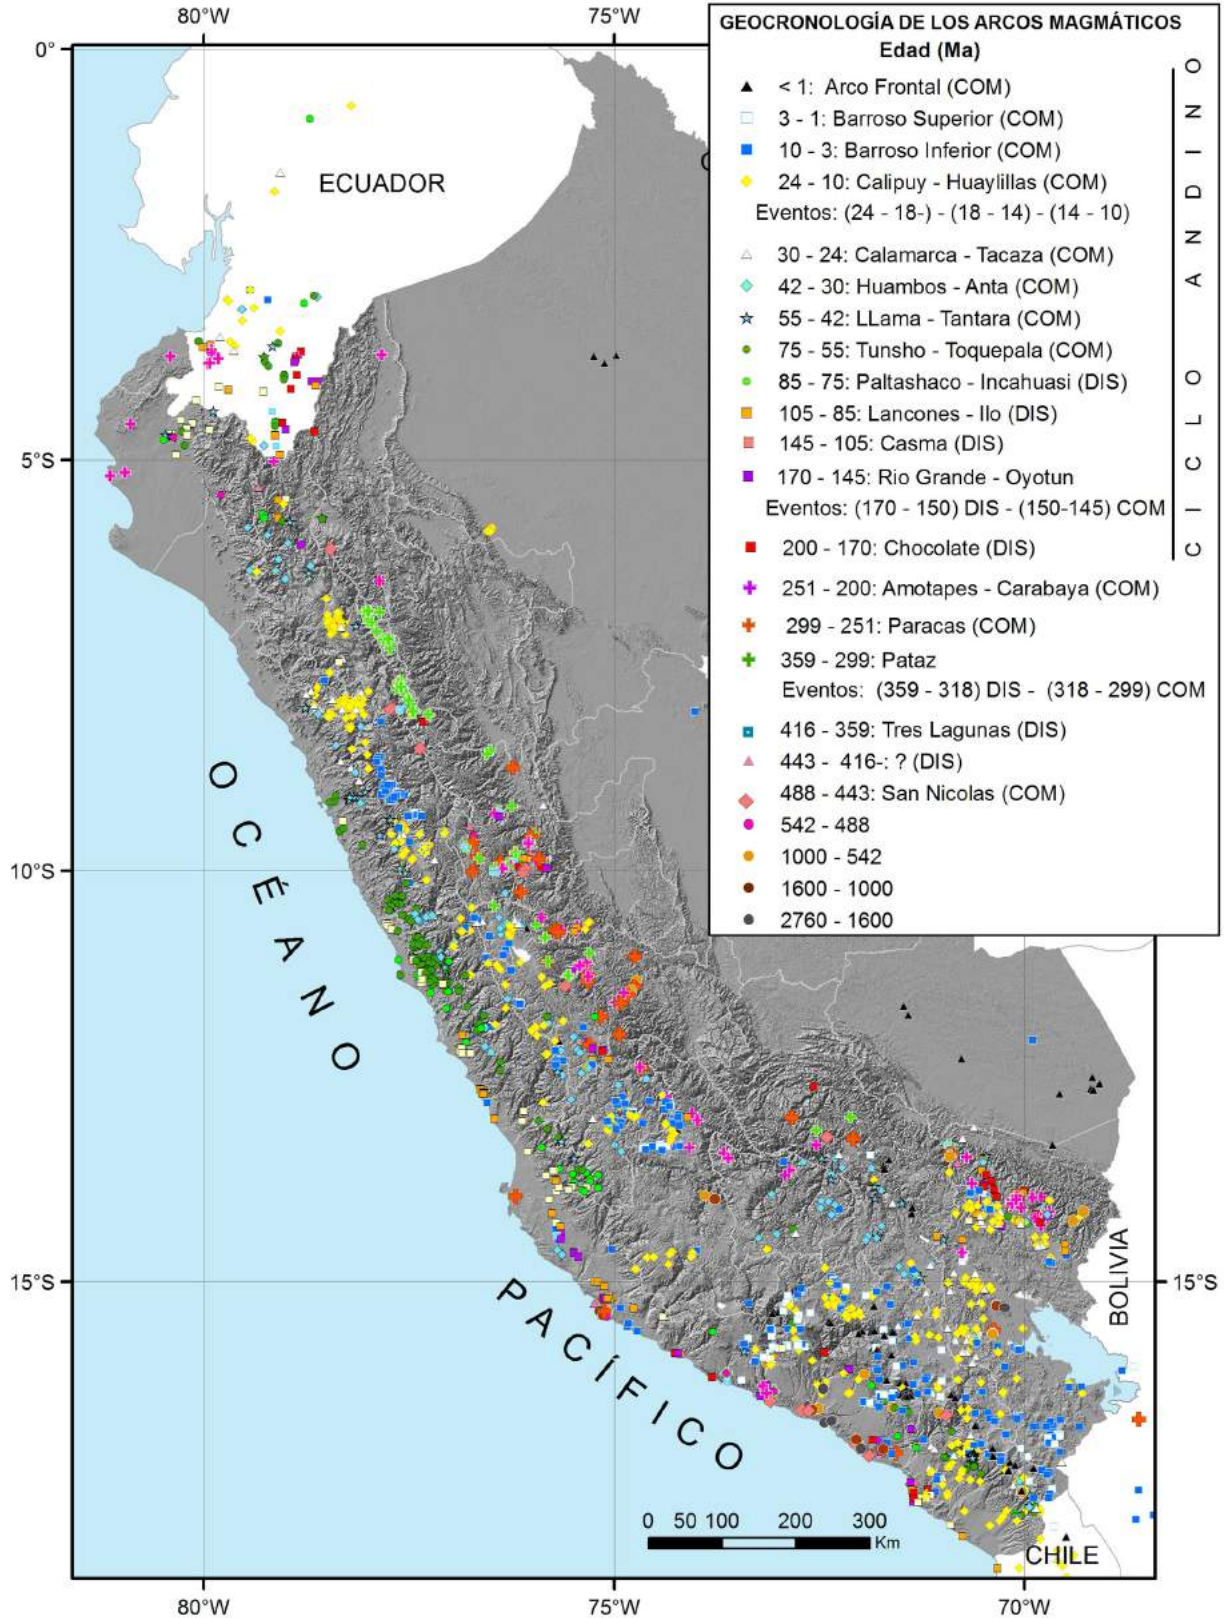 80°W
75°W
0°
GEOCRONOLOGÍA DE LOS ARCOS MAGMÁTICOS
Edad (Ma)
< 1: Arco Frontal (COM)
3 - 1: Barroso Superior (COM)
10 - 3: Barroso Inferior (COM)
24 - 10: Calipuy - Huaylillas (COM)
Eventos: (24 - 18-) - (18 - 14) - (14 - 10)
30 - 24: Calamarca - Tacaza (COM)
42 - 30: Huambos - Anta (COM)
55 - 42: LLama - Tantara (COM)
75 - 55: Tunsho - Toquepala (COM)
85 - 75: Paltashaco - Incahuasi (DIS)
105 - 85: Lancones - Ilo (DIS)
145 - 105: Casma (DIS)
170 - 145: Rio Grande - Oyotun
Eventos: (170 - 150) DIS - (150-145) COM
200 - 170: Chocolate (DIS)
CICLO ANDINO
251 - 200: Amotapes - Carabaya (COM)
299 - 251: Paracas (COM)
359 - 299: Pataz
Eventos: (359 - 318) DIS - (318 - 299) COM
416 - 359: Tres Lagunas (DIS)
443 - 416-: ? (DIS)
488 - 443: San Nicolas (COM)
542 - 488
1000 - 542
1600 - 1000
2760 - 1600
ECUADOR
5°S
10°S
OCÉANO
PACÍFICO
15°S
15°S
BOLIVIA
0 50 100 200 300
Km
CHILE
80°W
75°W
70°W